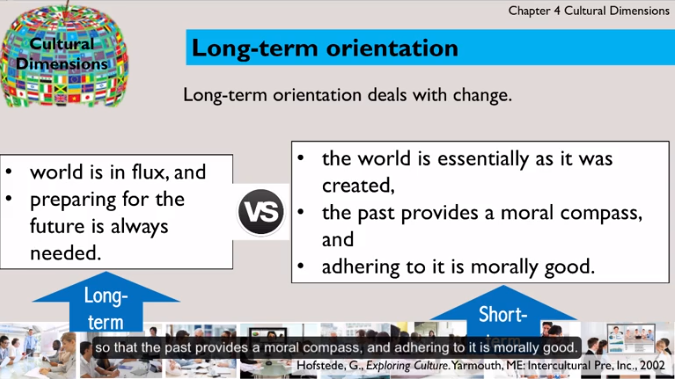 Chapter 4 Cultural Dimensions
Cultural
Dimensions
Long-term orientation
Long-term orientation deals with change.
• world is in flux, and
• preparing for the
future is always
needed.
VS
• the world is essentially as it was
created,
• the past provides a moral compass,
and
• adhering to it is morally good.
Long-
term
Short-
so that the past provides a moral compass, and adhering to it is morally good.
Hofstede, G., Exploring Culture. Yarmouth, ME: Intercultural Pre, Inc., 2002